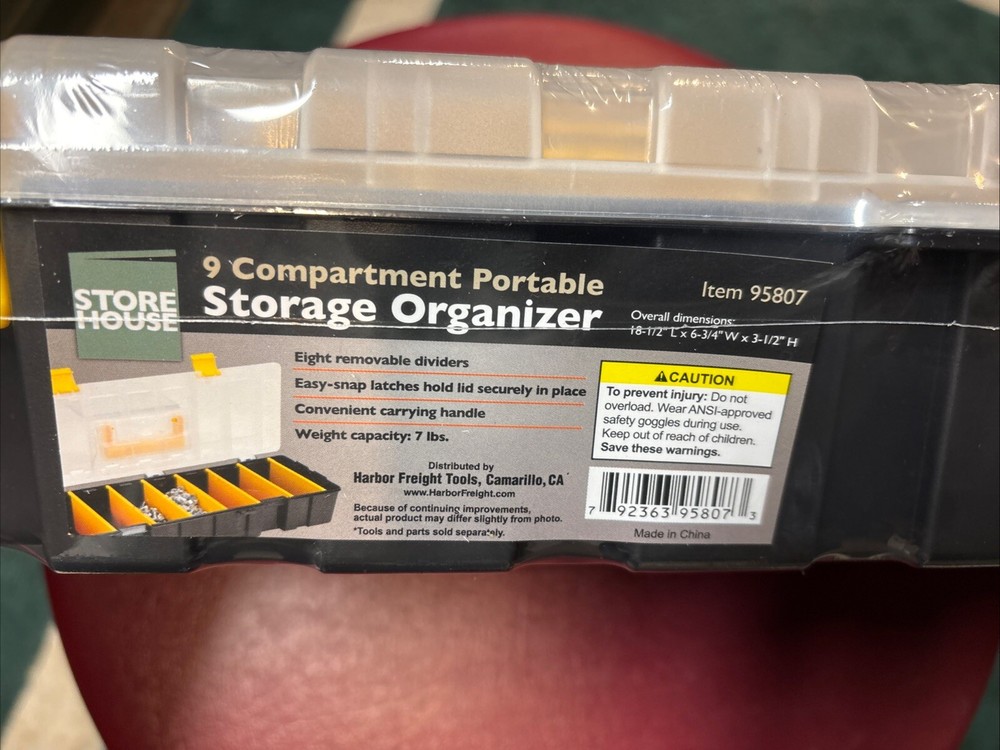 STORE
HOUSE
9 Compartment Portable
Storage Organizer
Item 95807
Overall dimensions:
18-1/2" L x 6-3/4" W x 3-1/2" H
Eight removable dividers
Easy-snap latches hold lid securely in place
Convenient carrying handle
Weight capacity: 7 lbs.
Distributed by
Harbor Freight Tools, Camarillo, CA
www.HarborFreight.com
Because of continuing improvements,
actual product may differ slightly from photo.
*Tools and parts sold separately.
⚠CAUTION
To prevent injury: Do not
overload. Wear ANSI-approved
safety goggles during use.
Keep out of reach of children.
Save these warnings.
7 92363 95807 3
Made in China